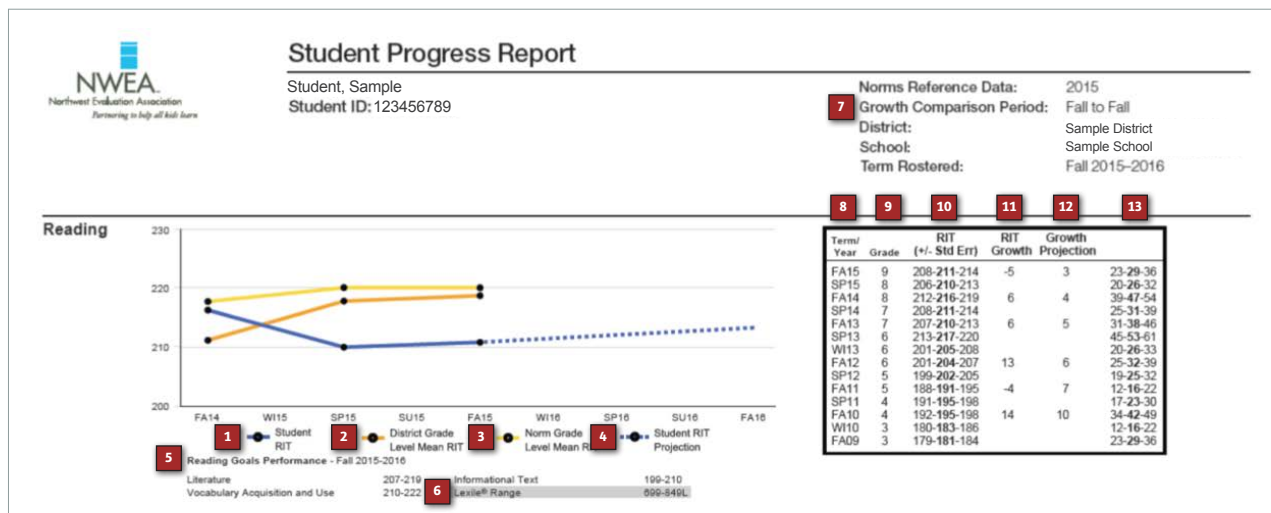 NWEA
Northwest Evaluation Association
Partnering to help all kids learn
Student Progress Report
Student, Sample
Student ID: 123456789
Norms Reference Data: 2015
7 Growth Comparison Period: Fall to Fall
District: Sample District
School: Sample School
Term Rostered: Fall 2015–2016
Reading
230
220
210
200
FA14 WI15 SP15 SU15 FA15 WI16 SP16 SU16 FA16
1 Student RIT
2 District Grade Level Mean RIT
3 Norm Grade Level Mean RI
4 Student RIT Projection
5 Reading Goals Performance - Fall 2015-2016
Literature 207-219 Informational Text 199-210
Vocabulary Acquisition and Use 210-222 6 Lexile® Range 699-849L
8 9 10 11 12 13
Term/Year Grade RIT (+/- Std Err) RIT Growth Growth Projection
FA15 9 208-211-214 -5 3 23-29-36
SP15 8 206-210-213 20-26-32
FA14 8 212-216-219 6 4 39-47-54
SP14 7 208-211-214 25-31-39
FA13 7 207-210-213 6 5 31-38-46
SP13 6 213-217-220 45-53-61
WI13 6 201-205-208 20-26-33
FA12 6 201-204-207 13 6 25-32-39
SP12 5 199-202-205 19-25-32
FA11 5 188-191-195 -4 7 12-16-22
SP11 4 191-195-198 17-23-30
FA10 4 192-195-198 14 10 34-42-49
WI10 3 180-183-186 12-16-22
FA09 3 179-181-184 23-29-36